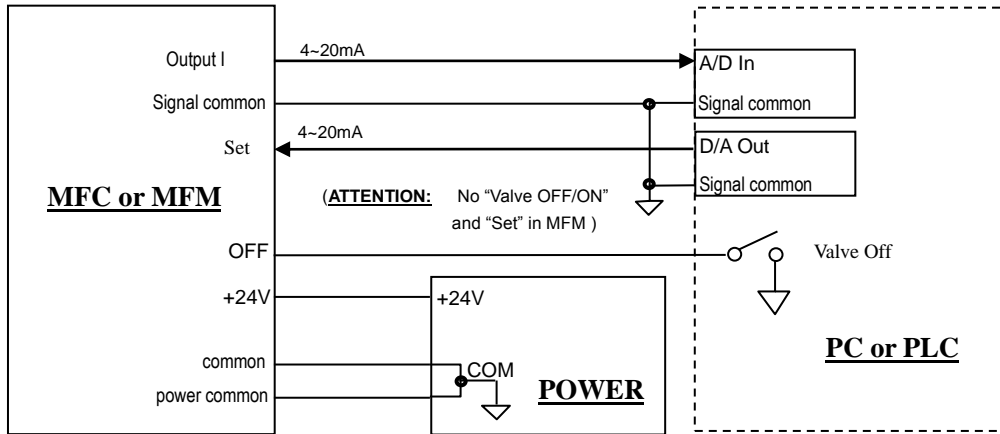 Output I
4~20mA
A/D In
Signal common
Signal common
4~20mA
Set
D/A Out
Signal common
MFC or MFM
(ATTENTION: No “Valve OFF/ON”
and “Set” in MFM )
OFF
Valve Off
+24V
+24V
PC or PLC
common
COM
POWER
power common